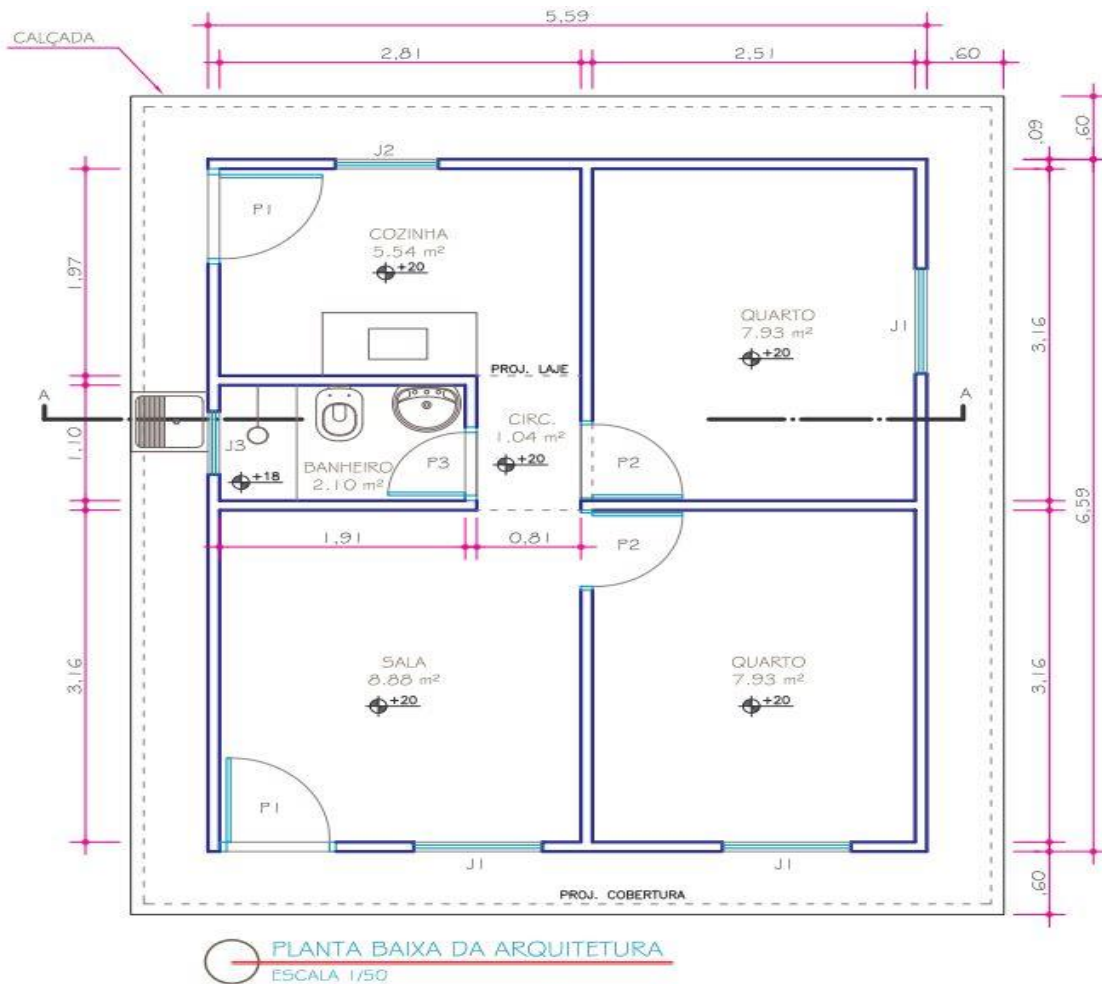 5,59
CALÇADA
2,81
2,51
,60
,60
,09
J2
P1
COZINHA
5.54 m²
+20
1,97
QUARTO
7.93 m²
+20
J1
3,16
PROJ. LAJE
A
A
CIRC.
1.04 m²
+20
1,10
J3
+18
BANHEIRO
2.10 m²
P3
P2
6,59
1,91
0,81
P2
3,16
SALA
8.88 m²
+20
QUARTO
7.93 m²
+20
3,16
P1
J1
J1
,60
PROJ. COBERTURA
PLANTA BAIXA DA ARQUITETURA
ESCALA 1/50